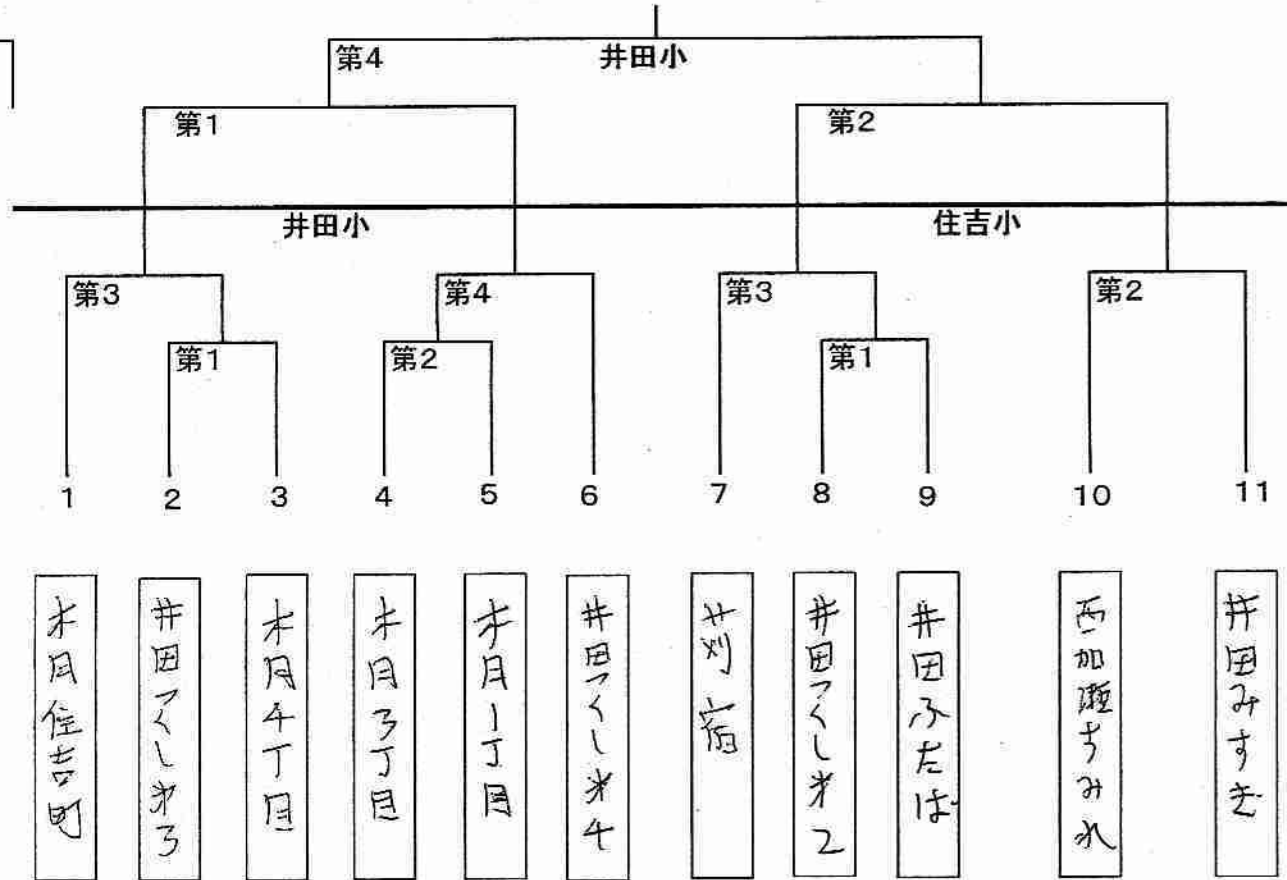 第4
井田小
第1
第2
井田小
住吉小
第3
第4
第3
第2
第1
第2
第1
1
2
3
4
5
6
7
8
9
10
11
木月住吉町
井田つくし才3
木月4丁目
木月3丁目
木月1丁目
井田つくし才4
苅宿
井田つくし才2
井田ふたば
西加瀬すみれ
井田みすぎ